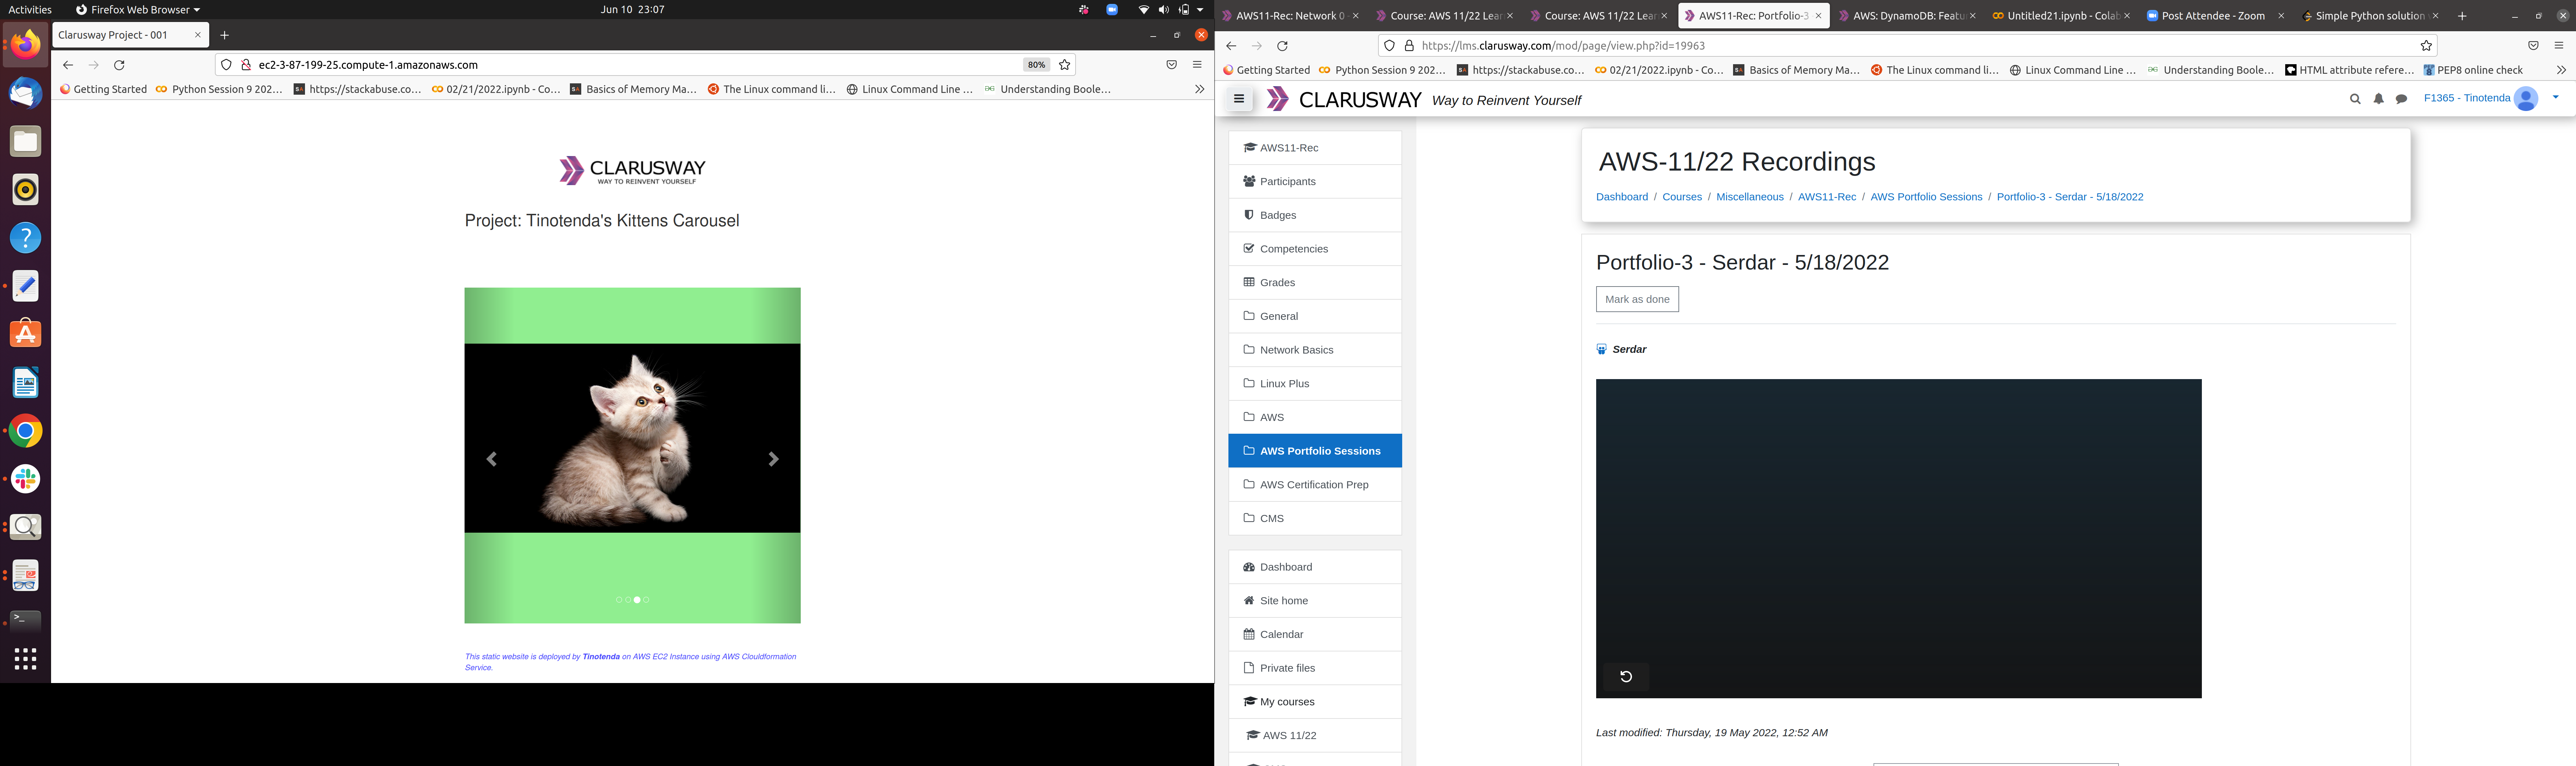 Activities
Firefox Web Browser
Jun 10 23:07
Clarusway Project - 001
ec2-3-87-199-25.compute-1.amazonaws.com
80%
Getting Started
Python Session 9 202…
https://stackabuse.co…
02/21/2022.ipynb - Co…
Basics of Memory Ma…
The Linux command li…
Linux Command Line …
Understanding Boole…
CLARUSWAY
WAY TO REINVENT YOURSELF
Project: Tinotenda's Kittens Carousel
This static website is deployed by Tinotenda on AWS EC2 Instance using AWS Clouldformation
Service.
AWS11-Rec: Network 0
Course: AWS 11/22 Lear
Course: AWS 11/22 Lear
AWS11-Rec: Portfolio-3
AWS: DynamoDB: Featu
Untitled21.ipynb - Colab
Post Attendee - Zoom
Simple Python solution
https://lms.clarusway.com/mod/page/view.php?id=19963
Getting Started
Python Session 9 202…
https://stackabuse.co…
02/21/2022.ipynb - Co…
Basics of Memory Ma…
The Linux command li…
Linux Command Line …
Understanding Boole…
HTML attribute refere…
PEP8 online check
CLARUSWAY Way to Reinvent Yourself
F1365 - Tinotenda
AWS11-Rec
Participants
Badges
Competencies
Grades
General
Network Basics
Linux Plus
AWS
AWS Portfolio Sessions
AWS Certification Prep
CMS
Dashboard
Site home
Calendar
Private files
My courses
AWS 11/22
AWS-11/22 Recordings
Dashboard / Courses / Miscellaneous / AWS11-Rec / AWS Portfolio Sessions / Portfolio-3 - Serdar - 5/18/2022
Portfolio-3 - Serdar - 5/18/2022
Mark as done
Serdar
Last modified: Thursday, 19 May 2022, 12:52 AM